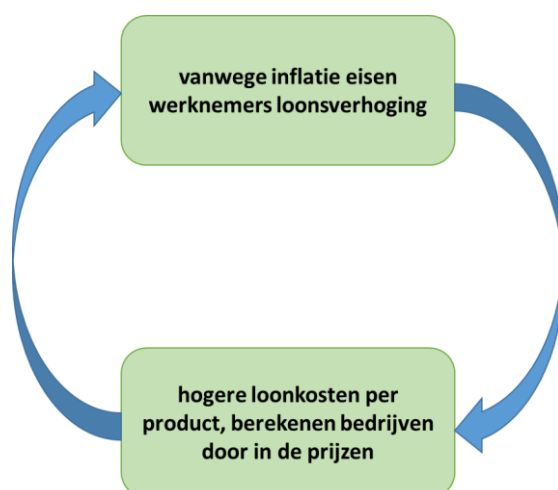 vanwege inflatie eisen
werknemers loonsverhoging
hogere loonkosten per
product, berekenen bedrijven
door in de prijzen